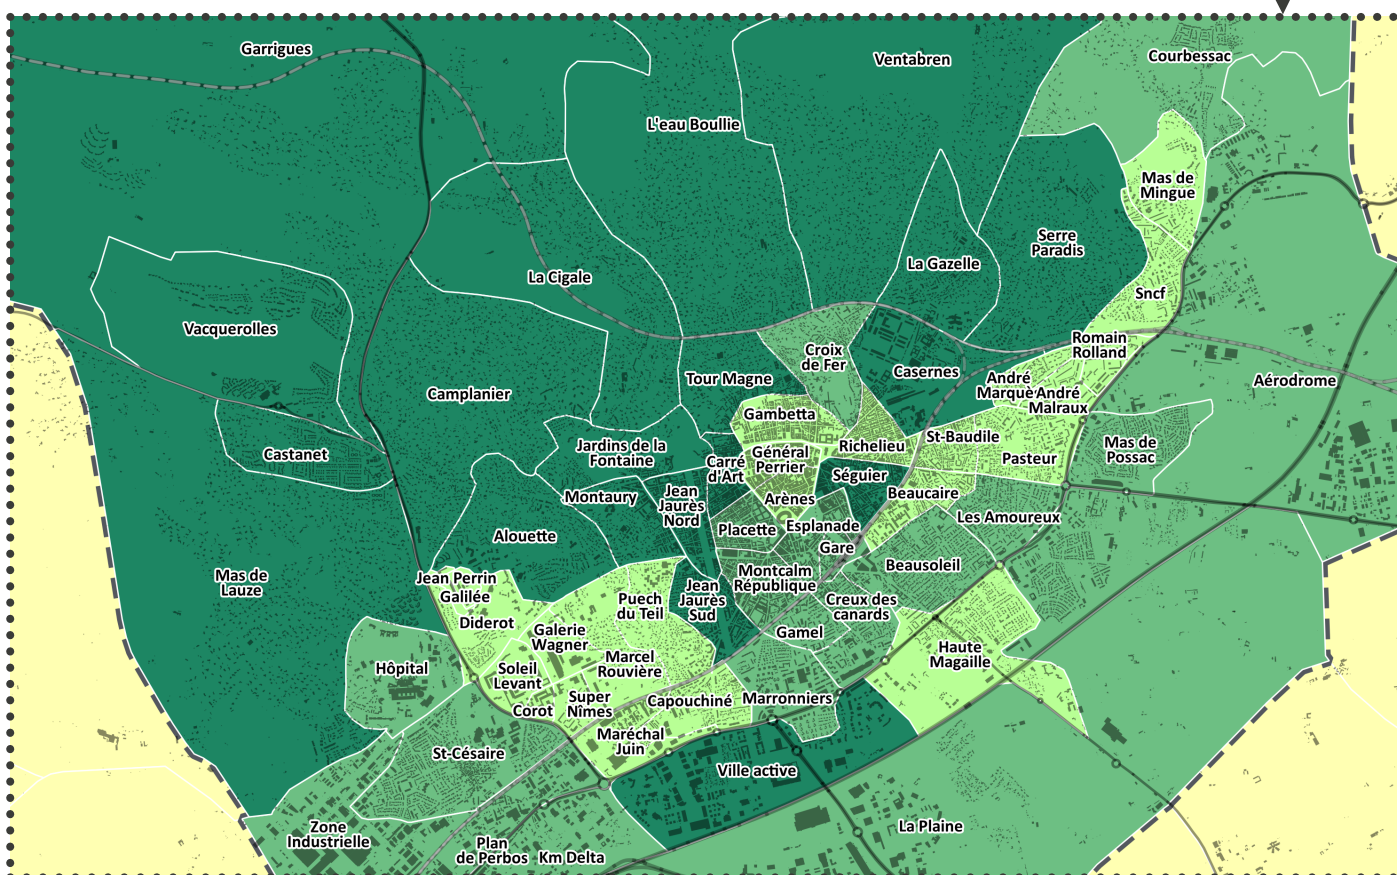 Garrigues
Courbessac
Ventabren
L'eau Boullie
Mas de
Mingue
Serre
Paradis
La Gazelle
La Cigale
Sncf
Vacquerolles
Romain
Rolland
Croix
de Fer
Casernes
Tour Magne
André
Marquè
Aérodrome
Camplanier
André
Malraux
Gambetta
St-Baudile
Richelieu
Mas de
Possac
Jardins de la
Fontaine
Castanet
Général
Perrier
Pasteur
Carré
d'Art
Séguier
Montaury
Jean
Jaurès
Nord
Beaucaire
Arènes
Les Amoureux
Placette
Esplanade
Alouette
Gare
Beausoleil
Mas de
Lauze
Jean Perrin
Galilée
Montcalm
République
Jean
Jaurès
Sud
Puech
du Teil
Creux des
canards
Diderot
Galerie
Wagner
Gamel
Haute
Magaille
Hôpital
Soleil
Levant
Marcel
Rouvière
Super
Nîmes
Capouchiné
Marronniers
Corot
Maréchal
Juin
St-Césaire
Ville active
Zone
Industrielle
La Plaine
Plan
de Perbos
Km Delta